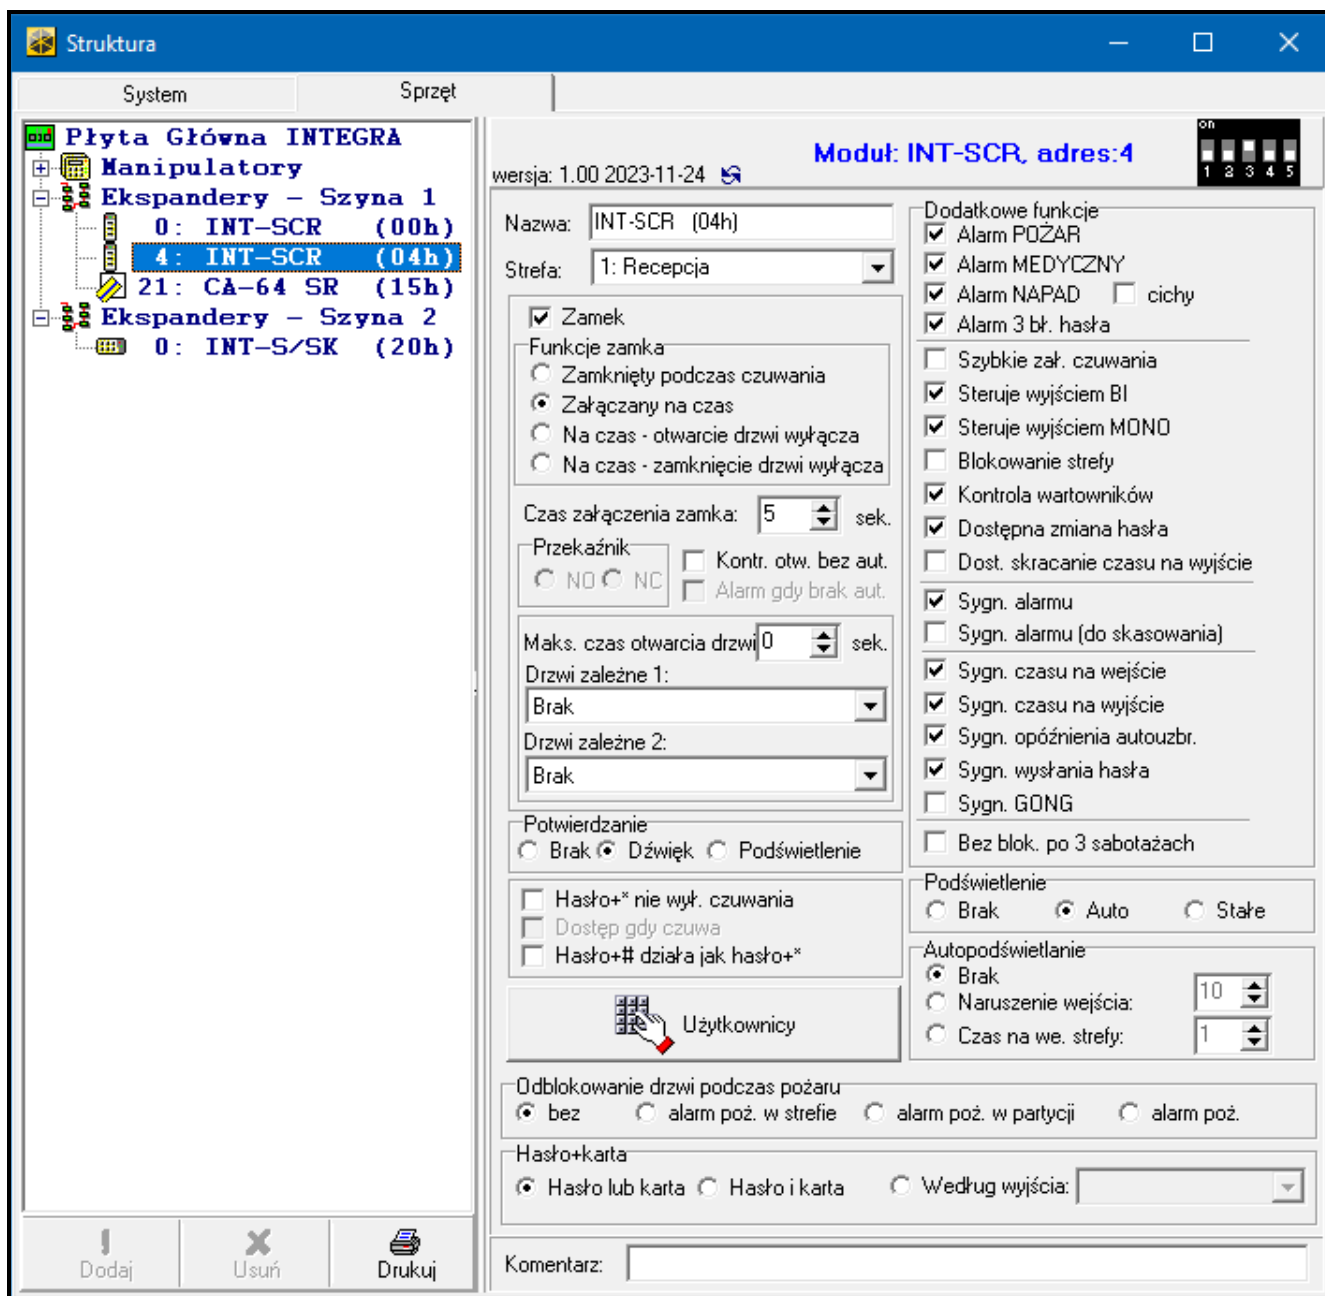 Struktura
System
Sprzęt
Płyta Główna INTEGRA
Manipulatory
Ekspandery - Szyna 1
0: INT-SCR (00h)
4: INT-SCR (04h)
21: CA-64 SR (15h)
Ekspandery - Szyna 2
0: INT-S/SK (20h)
Dodaj
Usuń
Drukuj
wersja: 1.00 2023-11-24
Moduł: INT-SCR, adres:4
on
1 2 3 4 5
Nazwa: INT-SCR (04h)
Strefa: 1: Recepcja
Zamek
Funkcje zamka
Zamknięty podczas czuwania
Załączany na czas
Na czas - otwarcie drzwi wyłącza
Na czas - zamknięcie drzwi wyłącza
Czas załączenia zamka: 5 sek.
Przekaźnik
NO NC
Kontr. otw. bez aut.
Alarm gdy brak aut.
Maks. czas otwarcia drzwi 0 sek.
Drzwi zależne 1:
Brak
Drzwi zależne 2:
Brak
Potwierdzanie
Brak Dźwięk Podświetlenie
Hasło+* nie wył. czuwania
Dostęp gdy czuwa
Hasło+# działa jak hasło+*
Użytkownicy
Dodatkowe funkcje
Alarm POŻAR
Alarm MEDYCZNY
Alarm NAPAD cichy
Alarm 3 bł. hasła
Szybkie zał. czuwania
Steruje wyjściem BI
Steruje wyjściem MONO
Blokowanie strefy
Kontrola wartowników
Dostępna zmiana hasła
Dost. skracanie czasu na wyjście
Sygn. alarmu
Sygn. alarmu (do skasowania)
Sygn. czasu na wejście
Sygn. czasu na wyjście
Sygn. opóźnienia autouzbr.
Sygn. wysłania hasła
Sygn. GONG
Bez blok. po 3 sabotażach
Podświetlenie
Brak Auto Stałe
Autopodświetlanie
Brak
Naruszenie wejścia: 10
Czas na we. strefy: 1
Odblokowanie drzwi podczas pożaru
bez alarm poż. w strefie alarm poż. w partycji alarm poż.
Hasło+karta
Hasło lub karta Hasło i karta Według wyjścia:
Komentarz: